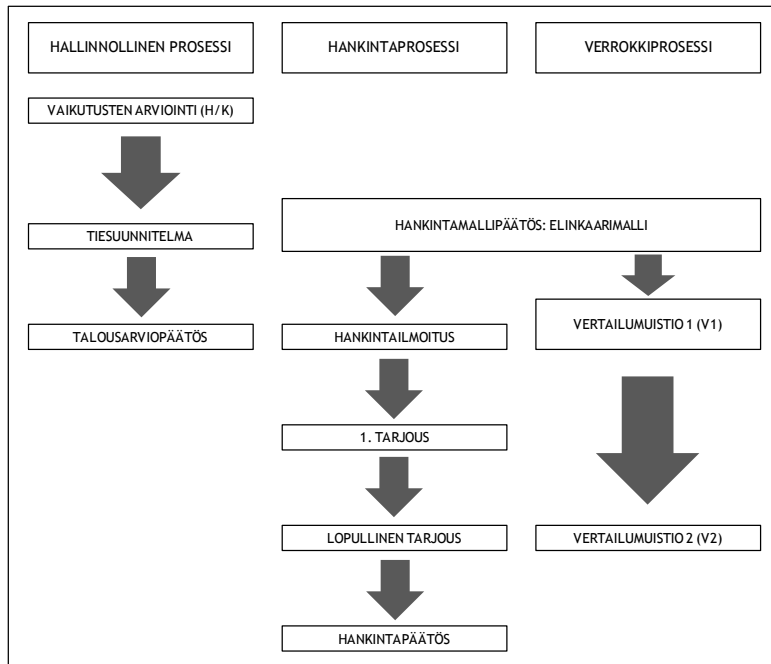 HALLINNOLLINEN PROSESSI
HANKINTAPROSESSI
VERROKKIPROSESSI
VAIKUTUSTEN ARVIOINTI (H/K)
TIESUUNNITELMA
HANKINTAMALLIPÄÄTÖS: ELINKAARIMALLI
TALOUSARVIOPÄÄTÖS
HANKINTAILMOITUS
VERTAILUMUISTIO 1 (V1)
1. TARJOUS
LOPULLINEN TARJOUS
VERTAILUMUISTIO 2 (V2)
HANKINTAPÄÄTÖS